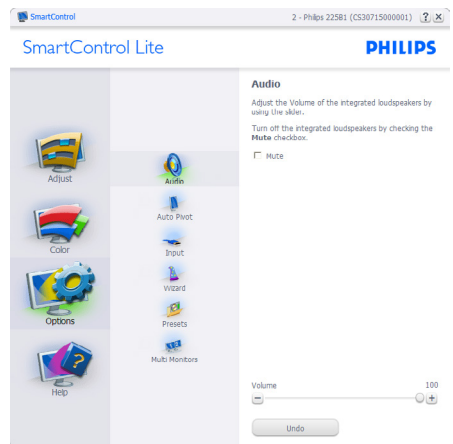 SmartControl
2 - Philips 225B1 (CS30715000001)
SmartControl Lite
PHILIPS
Adjust
Color
Options
Help
Audio
Auto Pivot
Input
Wizard
Presets
Multi Monitors
Audio
Adjust the Volume of the integrated loudspeakers by
using the slider.
Turn off the integrated loudspeakers by checking the
Mute checkbox.
Mute
Volume
100
Undo